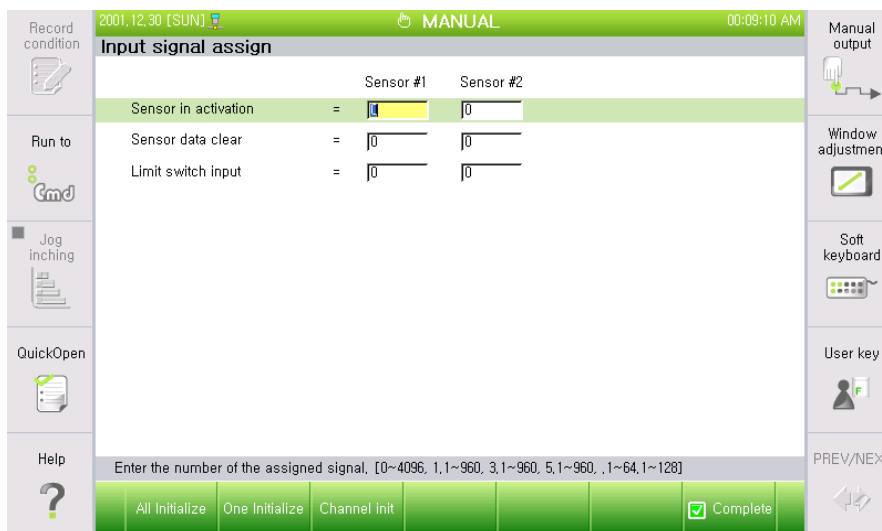 2001.12.30 [SUN] MANUAL 00:09:10 AM
Record
condition
Run to
Cmd
Jog
inching
QuickOpen
Help
?
Input signal assign
Sensor #1 Sensor #2
Sensor in activation = 0 0
Sensor data clear = 0 0
Limit switch input = 0 0
Enter the number of the assigned signal. [0~4096, 1.1~960, 3.1~960, 5.1~960, .1~64.1~128]
All Initialize One Initialize Channel init Complete
Manual
output
Window
adjustmen
Soft
keyboard
User key
F
PREV/NEX